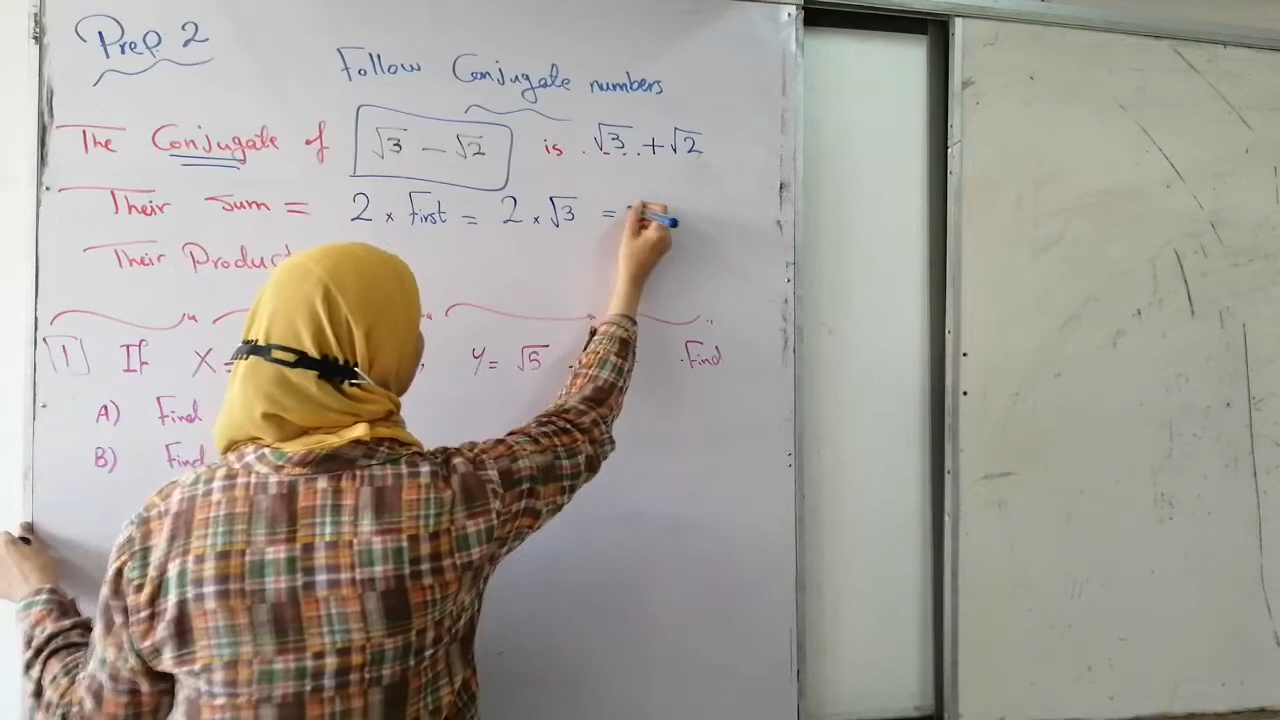 Prep 2
Follow Conjugate numbers
The Conjugate of √3 - √2 is √3 + √2
Their Sum = 2 × First = 2 × √3 =
Their Product
1 If X = , y = √5 Find
A) Find
B) Find